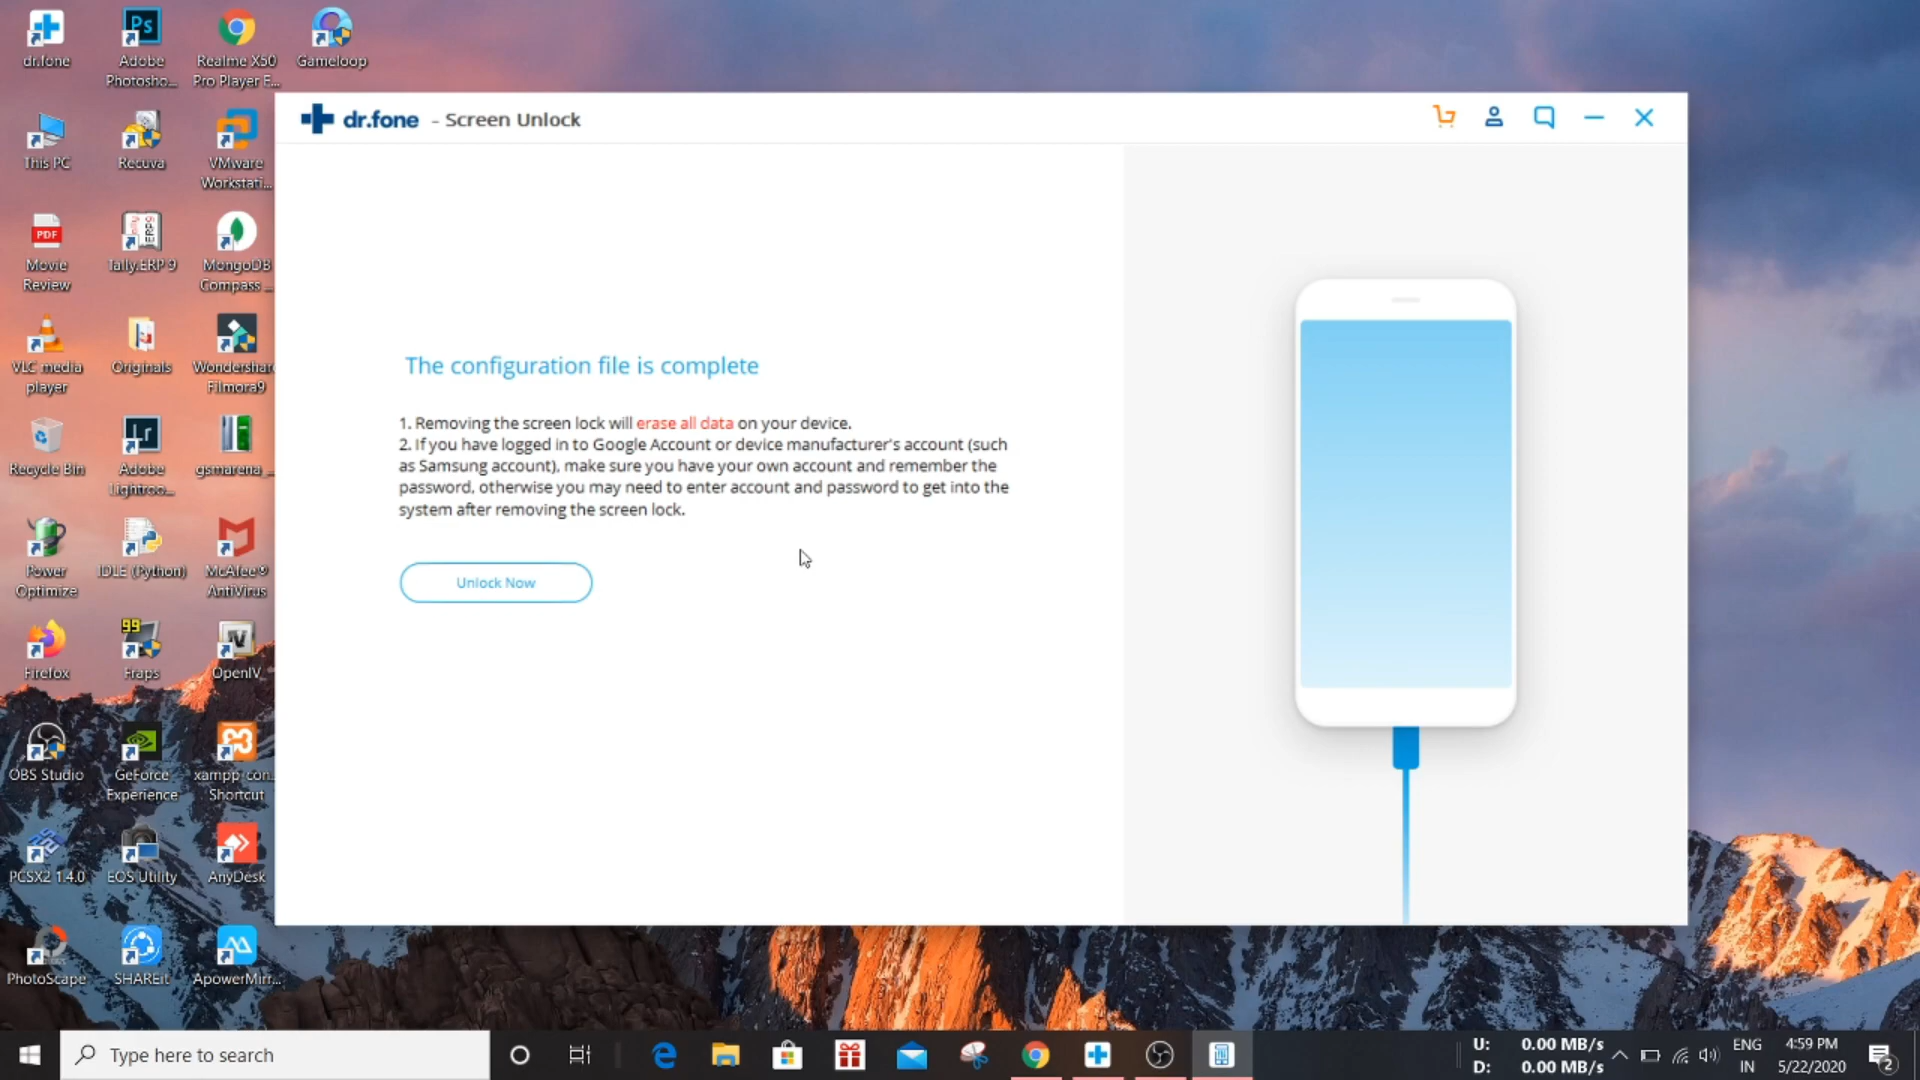 dr.fone
Adobe
Photosho...
Realme X50
Pro Player E...
Gameloop
This PC
Recuva
VMware
Workstati...
PDF
Movie
Review
Tally.ERP 9
MongoDB
Compass ...
VLC media
player
Originals
Wondershar
Filmora9
Recycle Bin
Adobe
Lightroo...
gsmarena_...
Power
Optimize
IDLE (Python)
McAfee®
AntiVirus
Firefox
99
Fraps
OpenIV
OBS Studio
GeForce
Experience
xampp-con...
Shortcut
PCSX2 1.4.0
EOS Utility
AnyDesk
PhotoScape
SHAREit
ApowerMirr...
dr.fone - Screen Unlock
The configuration file is complete
1. Removing the screen lock will erase all data on your device.
2. If you have logged in to Google Account or device manufacturer's account (such
as Samsung account), make sure you have your own account and remember the
password, otherwise you may need to enter account and password to get into the
system after removing the screen lock.
Unlock Now
Type here to search
U: 0.00 MB/s
D: 0.00 MB/s
ENG
IN
4:59 PM
5/22/2020
2